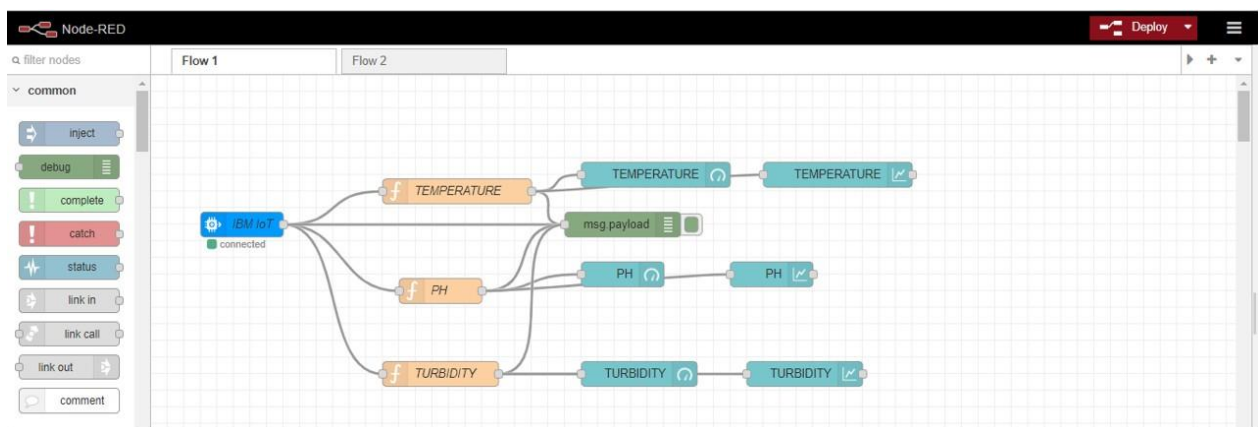 Node-RED
Deploy
filter nodes
Flow 1
Flow 2
common
inject
debug
complete
catch
status
link in
link call
link out
comment
IBM IoT
connected
TEMPERATURE
PH
TURBIDITY
TEMPERATURE
TEMPERATURE
msg.payload
PH
PH
TURBIDITY
TURBIDITY